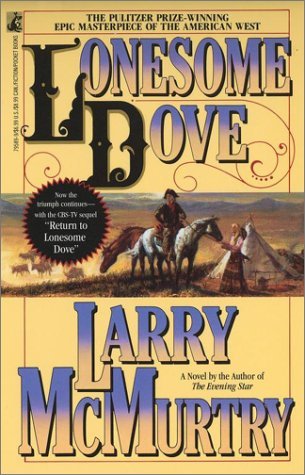 THE PULITZER PRIZE-WINNING
EPIC MASTERPIECE OF THE AMERICAN WEST
LONESOME
DOVE
Now the
triumph continues—
with the CBS-TV sequel
"Return to
Lonesome
Dove"
LARRY
A Novel by the Author of
The Evening Star
MCMURTRY